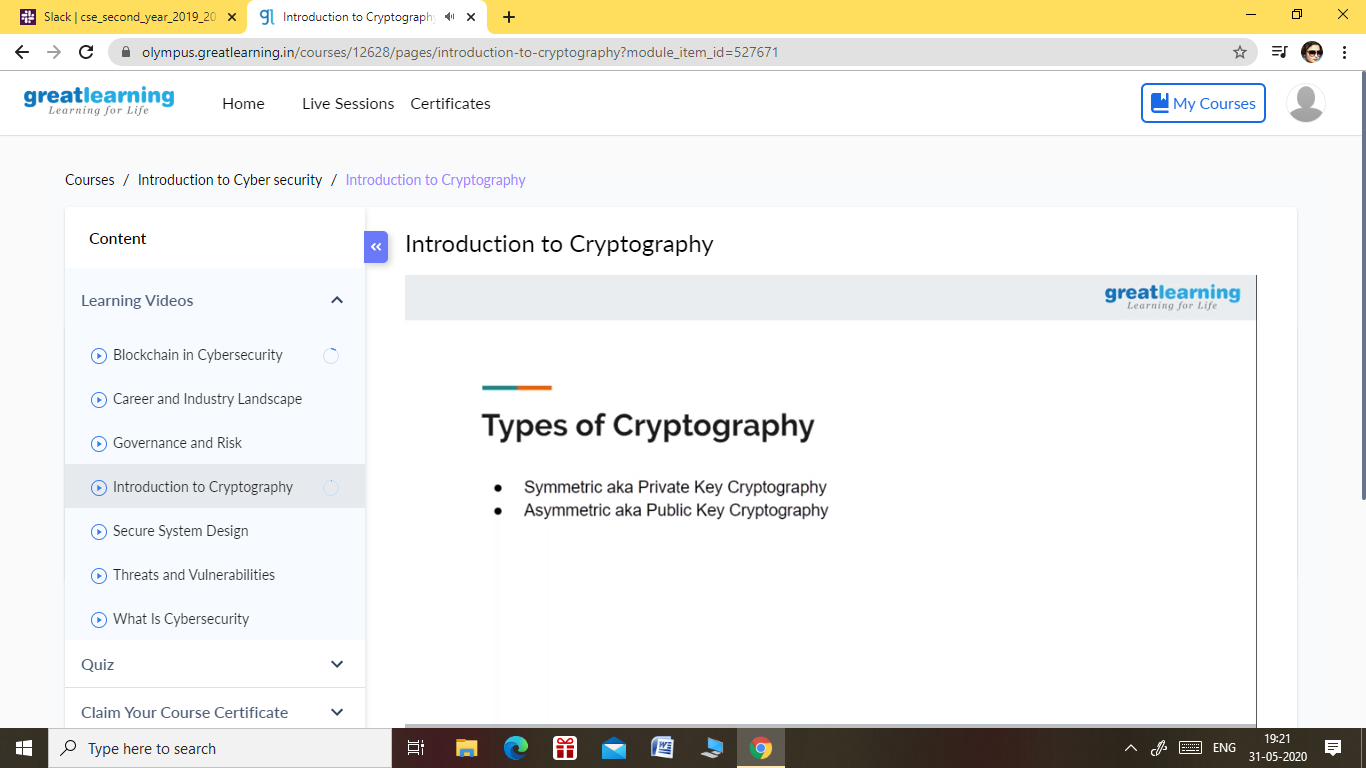 Slack | cse_second_year_2019_20
Introduction to Cryptography
olympus.greatlearning.in/courses/12628/pages/introduction-to-cryptography?module_item_id=527671
greatlearning
Learning for Life
Home
Live Sessions
Certificates
My Courses
Courses / Introduction to Cyber security / Introduction to Cryptography
Content
«
Learning Videos
Blockchain in Cybersecurity
Career and Industry Landscape
Governance and Risk
Introduction to Cryptography
Secure System Design
Threats and Vulnerabilities
What Is Cybersecurity
Quiz
Claim Your Course Certificate
Introduction to Cryptography
greatlearning
Learning for Life
Types of Cryptography
● Symmetric aka Private Key Cryptography
● Asymmetric aka Public Key Cryptography
Type here to search
ENG
19:21
31-05-2020